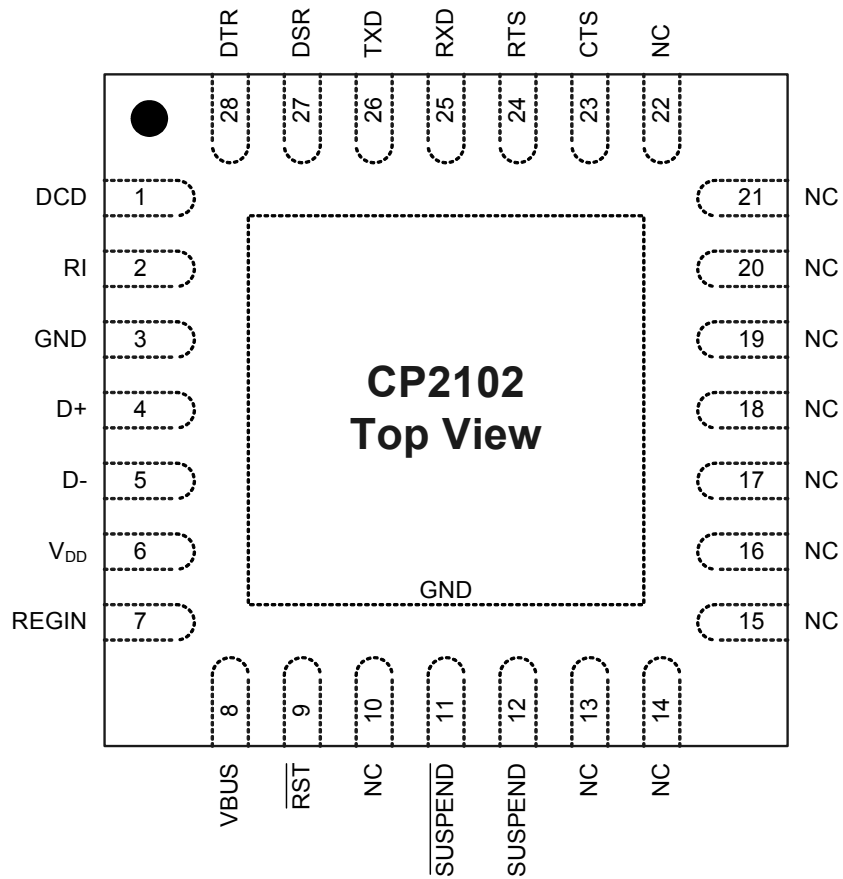 DTR DSR TXD RXD RTS CTS NC
28 27 26 25 24 23 22
DCD 1 21 NC
RI 2 20 NC
GND 3 19 NC
D+ 4 18 NC
D- 5 17 NC
VDD 6 16 NC
REGIN 7 15 NC
CP2102
Top View
GND
8 9 10 11 12 13 14
VBUS R̅S̅T̅ NC S̅U̅S̅P̅E̅N̅D̅ SUSPEND NC NC